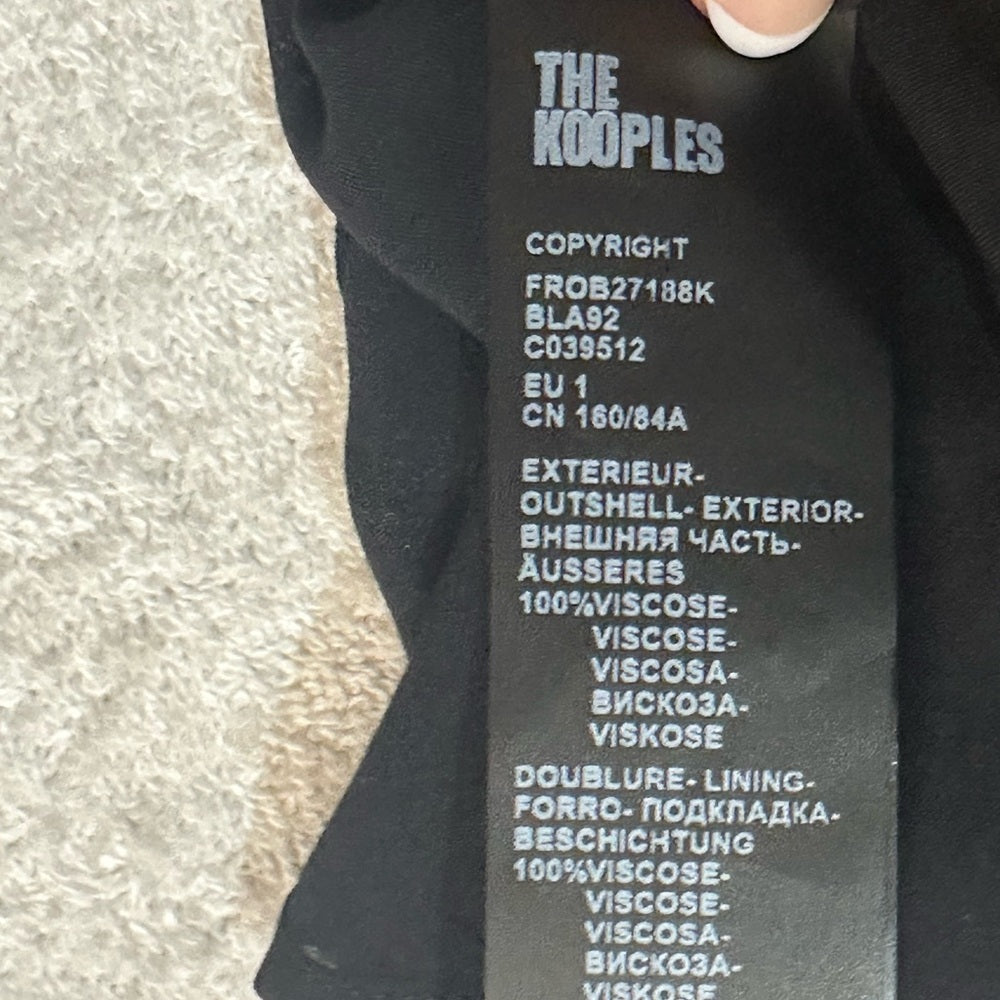 THE
KOOPLES
COPYRIGHT
FROB27188K
BLA92
C039512
EU 1
CN 160/84A
EXTERIEUR-
OUTSHELL- EXTERIOR-
ВНЕШНЯЯ ЧАСТЬ-
ÄUSSERES
100%VISCOSE-
VISCOSE-
VISCOSA-
ВИСКОЗА-
VISKOSE
DOUBLURE- LINING-
FORRO- ПОДКЛАДКА-
BESCHICHTUNG
100%VISCOSE-
VISCOSE-
VISCOSA-
ВИСКОЗА-
VISKOSE